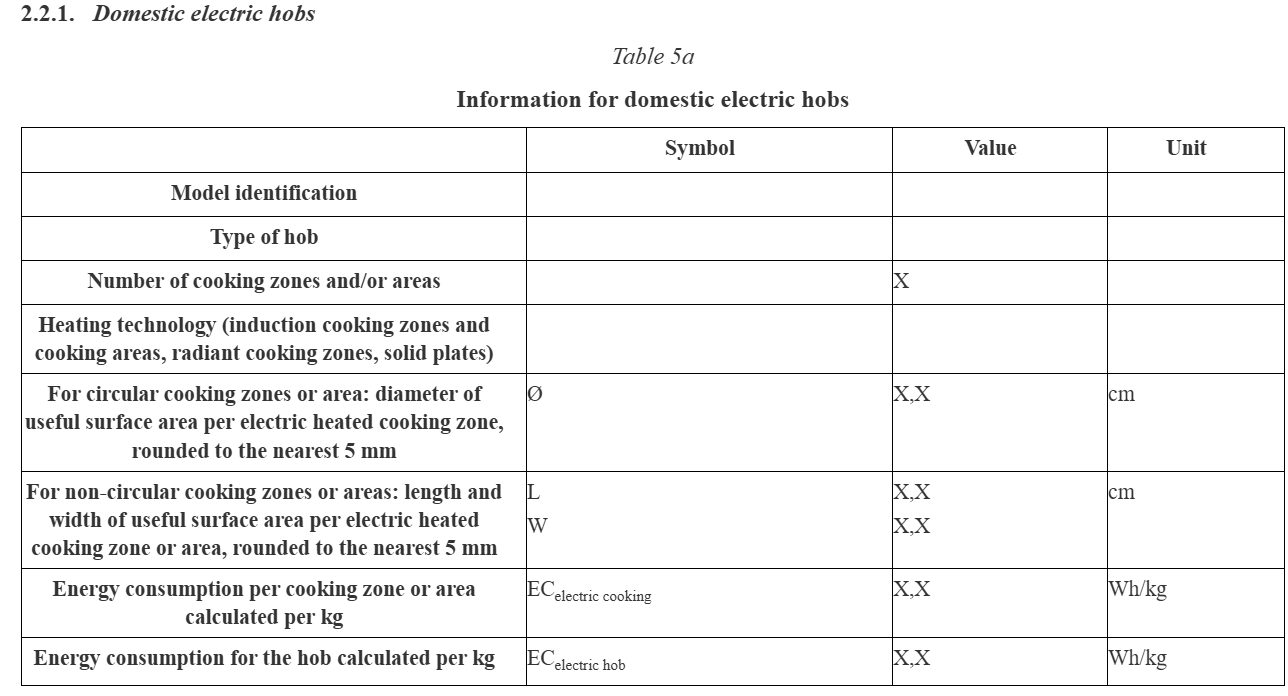 2.2.1. Domestic electric hobs
Table 5a
Information for domestic electric hobs
Symbol Value Unit
Model identification
Type of hob
Number of cooking zones and/or areas X
Heating technology (induction cooking zones and
cooking areas, radiant cooking zones, solid plates)
For circular cooking zones or area: diameter of
useful surface area per electric heated cooking zone,
rounded to the nearest 5 mm
Ø X,X cm
For non-circular cooking zones or areas: length and
width of useful surface area per electric heated
cooking zone or area, rounded to the nearest 5 mm
L X,X cm
W X,X
Energy consumption per cooking zone or area
calculated per kg
ECelectric cooking X,X Wh/kg
Energy consumption for the hob calculated per kg ECelectric hob X,X Wh/kg